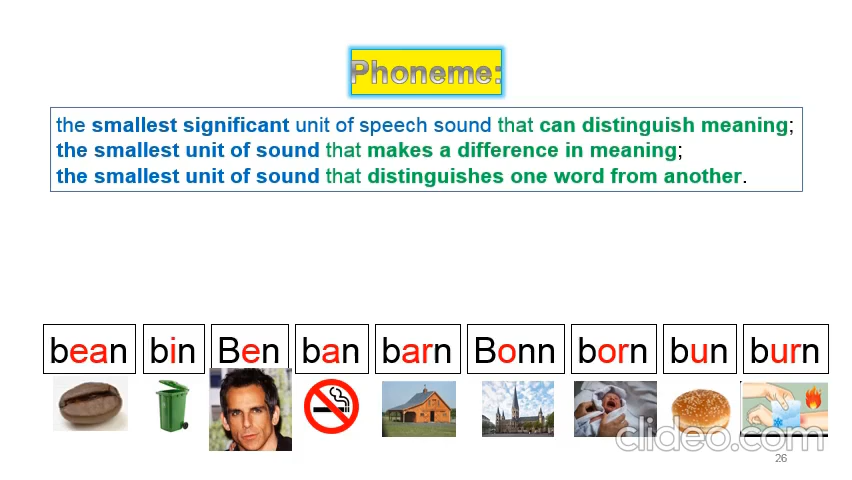 Phoneme:
the smallest significant unit of speech sound that can distinguish meaning;
the smallest unit of sound that makes a difference in meaning;
the smallest unit of sound that distinguishes one word from another.
bean bin Ben ban barn Bonn born bun burn
clideo.com
26